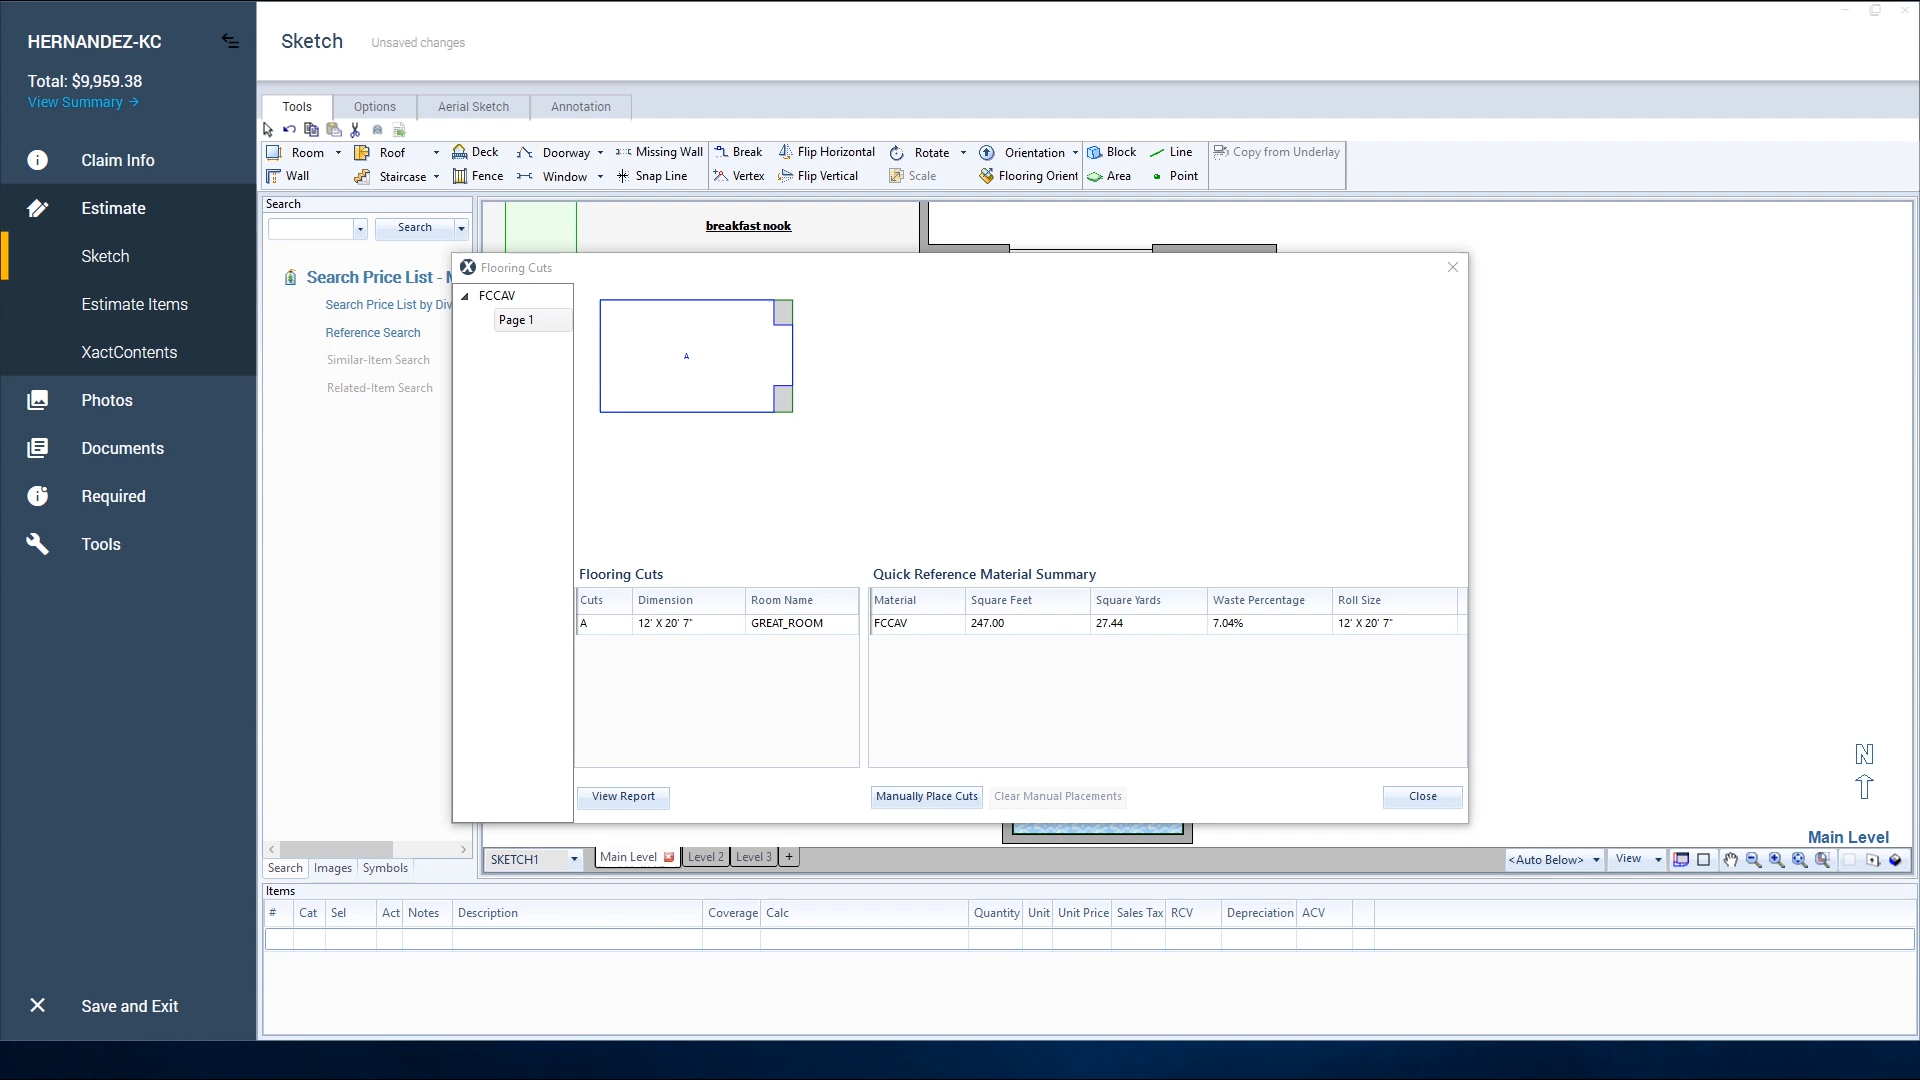 HERNANDEZ-KC
Total: $9,959.38
View Summary →
Claim Info
Estimate
Sketch
Estimate Items
XactContents
Photos
Documents
Required
Tools
Save and Exit
Sketch Unsaved changes
Tools Options Aerial Sketch Annotation
Room Roof Deck Doorway Missing Wall Break Flip Horizontal Rotate Orientation Block Line Copy from Underlay
Wall Staircase Fence Window Snap Line Vertex Flip Vertical Scale Flooring Orient Area Point
Search
Search
Search Price List -
Search Price List by Div
Reference Search
Similar-Item Search
Related-Item Search
Search Images Symbols
breakfast nook
Flooring Cuts
FCCAV
Page 1
A
Flooring Cuts
Cuts Dimension Room Name
A 12' X 20' 7" GREAT_ROOM
Quick Reference Material Summary
Material Square Feet Square Yards Waste Percentage Roll Size
FCCAV 247.00 27.44 7.04% 12' X 20' 7"
View Report Manually Place Cuts Clear Manual Placements Close
N
Main Level
SKETCH1 Main Level Level 2 Level 3 + <Auto Below> View
Items
# Cat Sel Act Notes Description Coverage Calc Quantity Unit Unit Price Sales Tax RCV Depreciation ACV